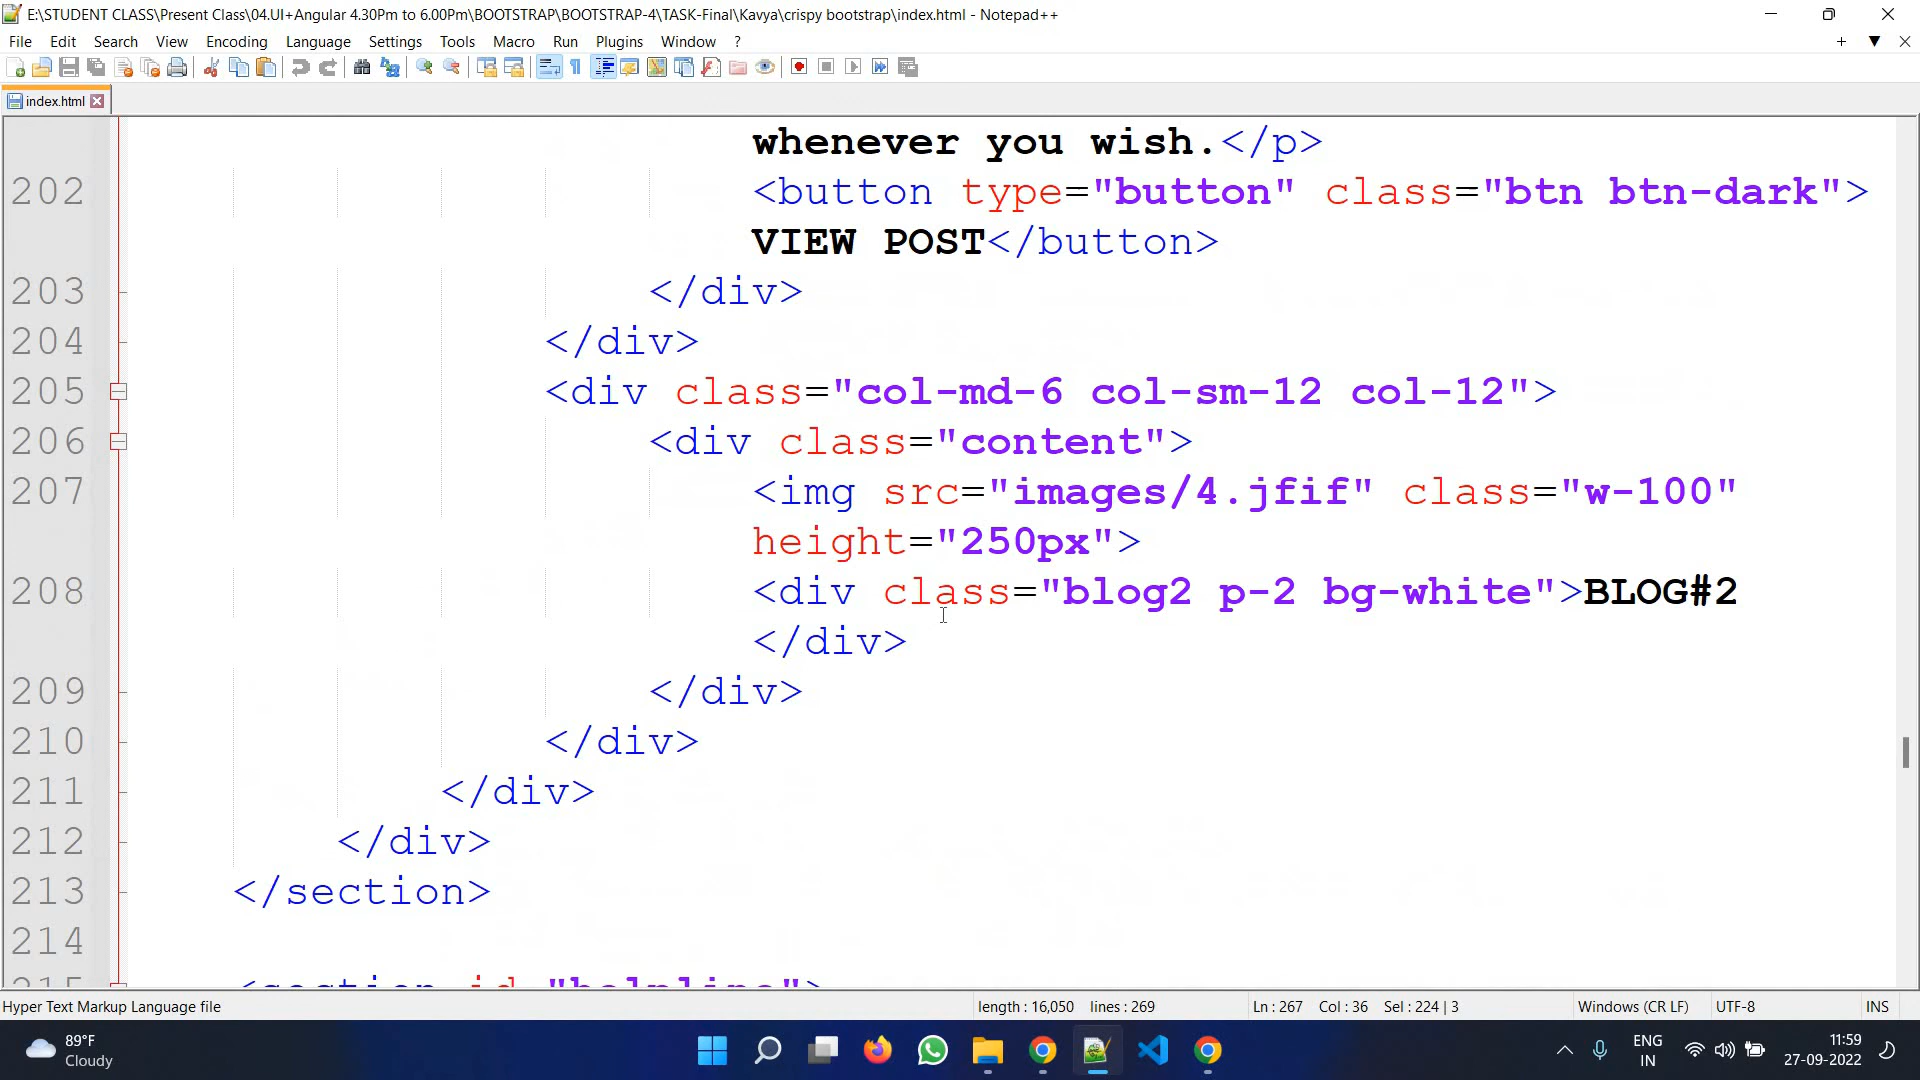 E:\STUDENT CLASS\Present Class\04.UI+Angular 4.30Pm to 6.00Pm\BOOTSTRAP\BOOTSTRAP-4\TASK-Final\Kavya\crispy bootstrap\index.html - Notepad++
File Edit Search View Encoding Language Settings Tools Macro Run Plugins Window ?
index.html
whenever you wish.</p>
202 <button type="button" class="btn btn-dark">
VIEW POST</button>
203 </div>
204 </div>
205 <div class="col-md-6 col-sm-12 col-12">
206 <div class="content">
207 <img src="images/4.jfif" class="w-100"
height="250px">
208 <div class="blog2 p-2 bg-white">BLOG#2
</div>
209 </div>
210 </div>
211 </div>
212 </div>
213 </section>
214
215 <section id="helpline">
Hyper Text Markup Language file length : 16,050 lines : 269 Ln : 267 Col : 36 Sel : 224 | 3 Windows (CR LF) UTF-8 INS
89°F
Cloudy
ENG
IN
11:59
27-09-2022